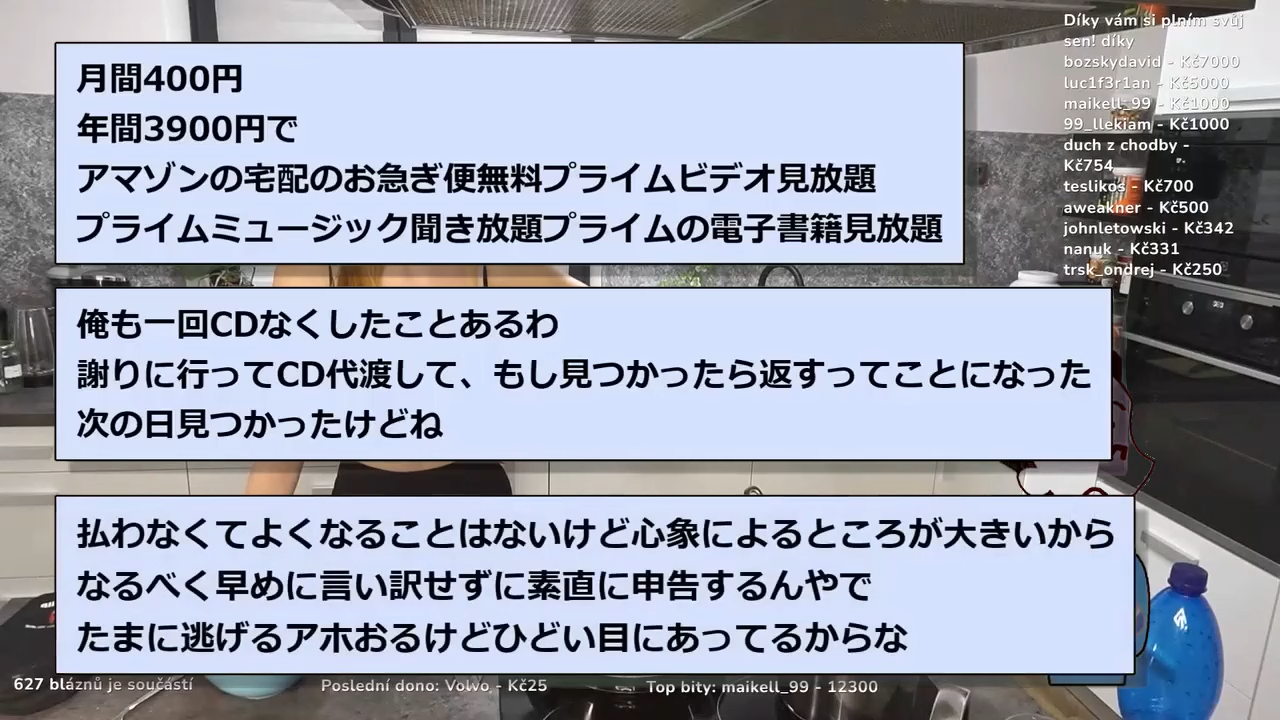 月間400円
年間3900円で
アマゾンの宅配のお急ぎ便無料プライムビデオ見放題
プライムミュージック聞き放題プライムの電子書籍見放題
俺も一回CDなくしたことあるわ
謝りに行ってCD代渡して、もし見つかったら返すってことになった
次の日見つかったけどね
払わなくてよくなることはないけど心象によるところが大きいから
なるべく早めに言い訳せずに素直に申告するんやで
たまに逃げるアホおるけどひどい目にあってるからな
Díky vám si plním svůj
sen! díky
bozskydavid - Kč7000
luc1f3r1an - Kč5000
maikell_99 - Kč1000
99_llekiam - Kč1000
duch z chodby -
Kč754
teslikos - Kč700
aweakner - Kč500
johnletowski - Kč342
nanuk - Kč331
trsk_ondrej - Kč250
627 bláznů je součástí
Poslední dono: Volvo - Kč25
Top bity: maikell_99 - 12300